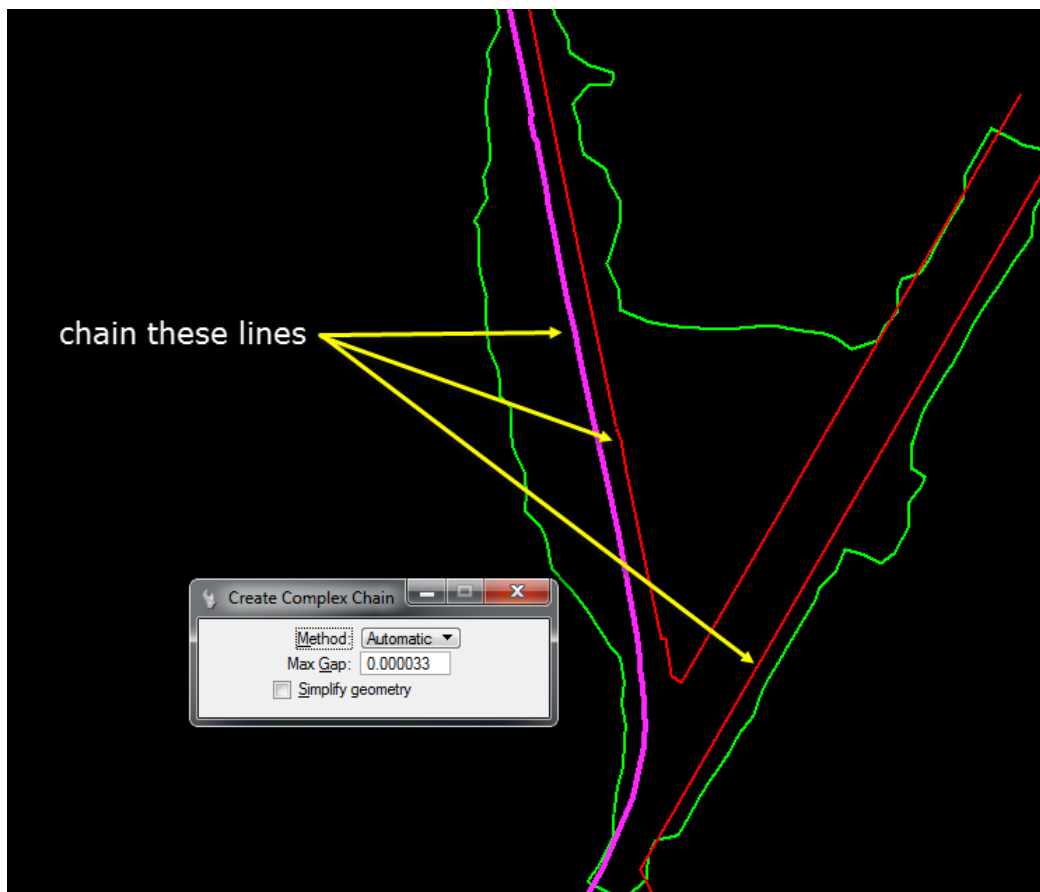 chain these lines
Create Complex Chain
Method: Automatic
Max Gap: 0.000033
Simplify geometry